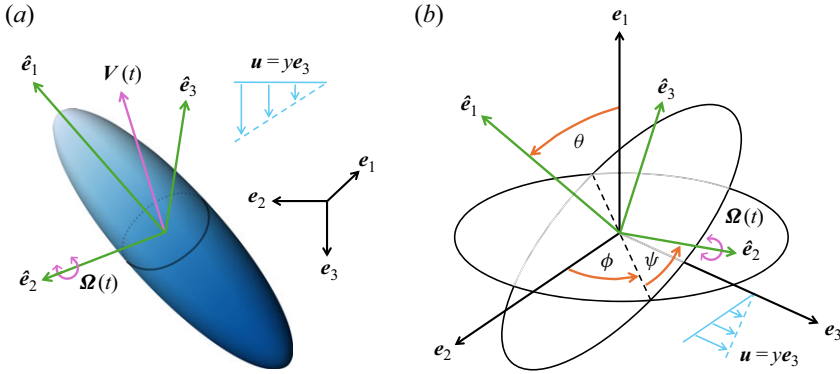 (a)
ê₁
V(t)
ê₃
u = ye₃
e₁
e₂
e₃
ê₂
Ω(t)
(b)
e₁
ê₁
ê₃
θ
Ω(t)
ê₂
ϕ
ψ
e₂
e₃
u = ye₃